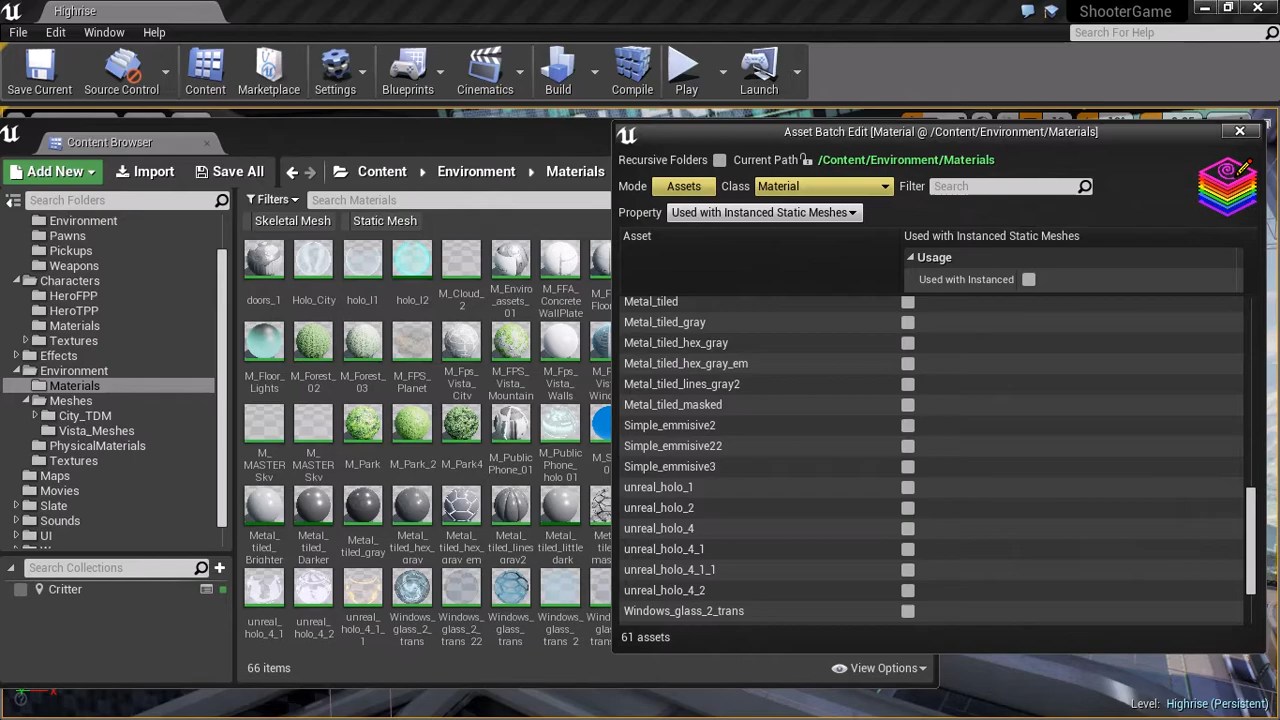 Highrise
ShooterGame
File Edit Window Help
Search For Help
Save Current Source Control Content Marketplace Settings Blueprints Cinematics Build Compile Play Launch
Content Browser
Add New Import Save All Content Environment Materials
Search Folders
Filters Search Materials
Skeletal Mesh Static Mesh
Environment
Pawns
Pickups
Weapons
Characters
HeroFPP
HeroTPP
Materials
Textures
Effects
Environment
Materials
Meshes
City_TDM
Vista_Meshes
PhysicalMaterials
Textures
Maps
Movies
Slate
Sounds
UI
Search Collections
Critter
doors_1 Holo_City holo_l1 holo_l2 M_Cloud_2 M_Enviro_assets_01 M_FFA_ConcreteWallPlate
M_Floor_Lights M_Forest_02 M_Forest_03 M_FPS_Planet M_Fps_Vista_City M_FPS_Vista_Mountain M_Fps_Vista_Walls
M_MASTER_Sky M_MASTER_Sky M_Park M_Park_2 M_Park4 M_Public_Phone_01 M_Public_Phone_holo_01
Metal_tiled_Brighter Metal_tiled_Darker Metal_tiled_gray Metal_tiled_hex_gray Metal_tiled_hex_gray_em Metal_tiled_lines_gray2 Metal_tiled_little_dark
unreal_holo_4_1 unreal_holo_4_2 unreal_holo_4_1_1 Windows_glass_2_trans Windows_glass_2_trans_22 Windows_glass_trans Windows_glass_trans_2
66 items
View Options
Asset Batch Edit [Material @ /Content/Environment/Materials]
Recursive Folders Current Path /Content/Environment/Materials
Mode Assets Class Material Filter Search
Property Used with Instanced Static Meshes
Asset Used with Instanced Static Meshes
Usage
Used with Instanced
Metal_tiled
Metal_tiled_gray
Metal_tiled_hex_gray
Metal_tiled_hex_gray_em
Metal_tiled_lines_gray2
Metal_tiled_masked
Simple_emmisive2
Simple_emmisive22
Simple_emmisive3
unreal_holo_1
unreal_holo_2
unreal_holo_4
unreal_holo_4_1
unreal_holo_4_1_1
unreal_holo_4_2
Windows_glass_2_trans
61 assets
Level: Highrise (Persistent)